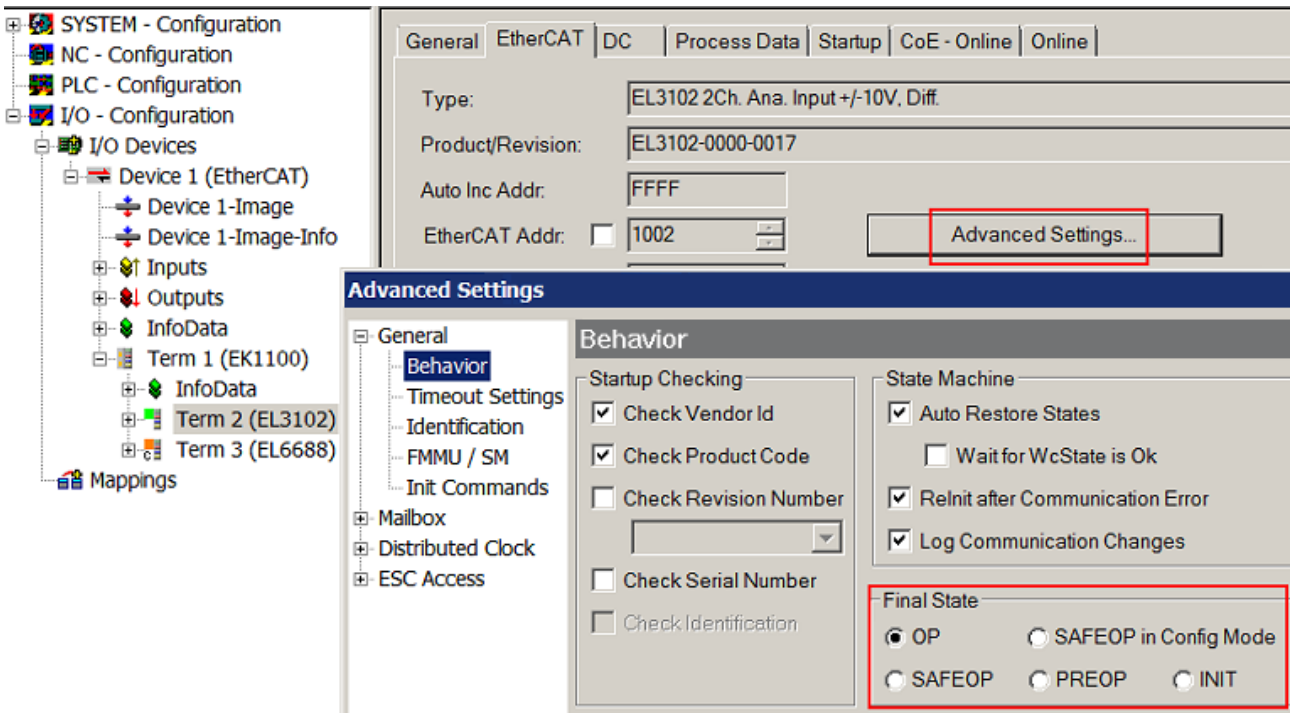 SYSTEM - Configuration
NC - Configuration
PLC - Configuration
I/O - Configuration
I/O Devices
Device 1 (EtherCAT)
Device 1-Image
Device 1-Image-Info
Inputs
Outputs
InfoData
Term 1 (EK1100)
InfoData
Term 2 (EL3102)
Term 3 (EL6688)
Mappings
General EtherCAT DC Process Data Startup CoE - Online Online
Type: EL3102 2Ch. Ana. Input +/-10V, Diff.
Product/Revision: EL3102-0000-0017
Auto Inc Addr: FFFF
EtherCAT Addr: 1002 Advanced Settings...
Advanced Settings
General
Behavior
Timeout Settings
Identification
FMMU / SM
Init Commands
Mailbox
Distributed Clock
ESC Access
Behavior
Startup Checking
Check Vendor Id
Check Product Code
Check Revision Number
Check Serial Number
Check Identification
State Machine
Auto Restore States
Wait for WcState is Ok
ReInit after Communication Error
Log Communication Changes
Final State
OP SAFEOP in Config Mode
SAFEOP PREOP INIT